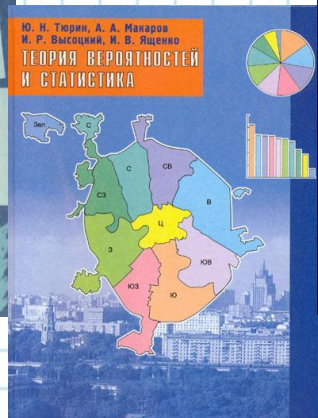 Ю. Н. Тюрин, А. А. Макаров
И. Р. Высоцкий, И. В. Ященко
ТЕОРИЯ ВЕРОЯТНОСТЕЙ
И СТАТИСТИКА
Зел
С
С
СВ
СЗ
В
Ц
З
ЮВ
ЮЗ
Ю